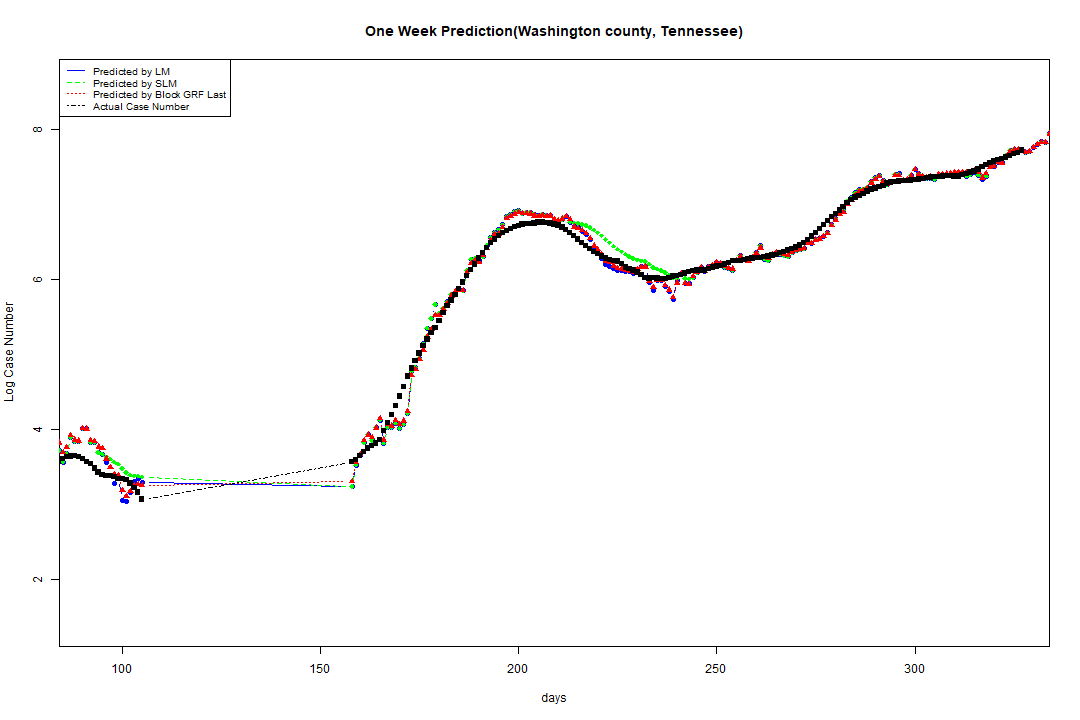 One Week Prediction(Washington county, Tennessee)
Predicted by LM
Predicted by SLM
Predicted by Block GRF Last
Actual Case Number
8
6
4
2
Log Case Number
100 150 200 250 300
days